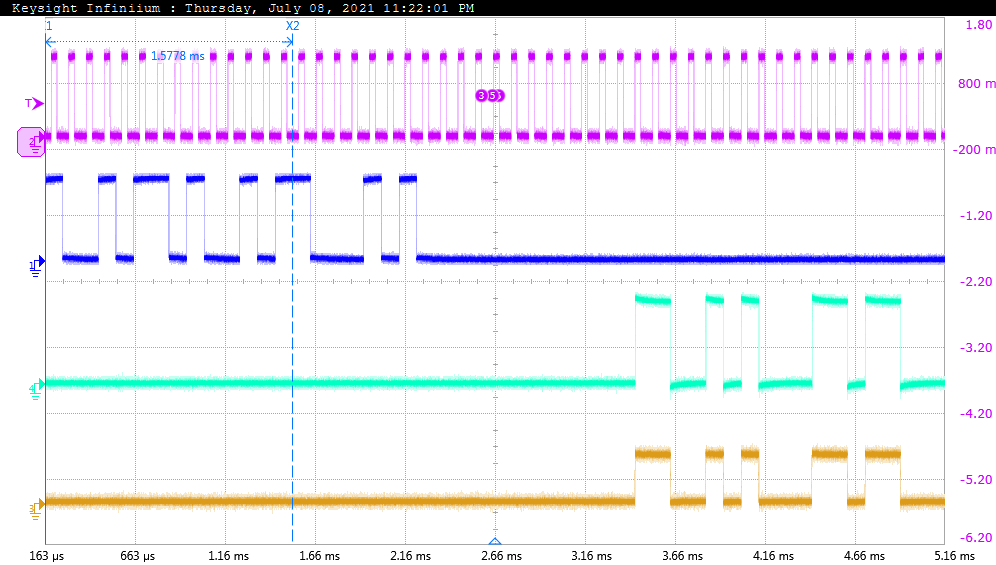 Keysight Infiniium : Thursday, July 08, 2021 11:22:01 PM
1 X2 1.80
1.5778 ms
800 m
T
2
-200 m
-1.20
1
-2.20
-3.20
4
-4.20
3
-5.20
-6.20
163 µs 663 µs 1.16 ms 1.66 ms 2.16 ms 2.66 ms 3.16 ms 3.66 ms 4.16 ms 4.66 ms 5.16 ms